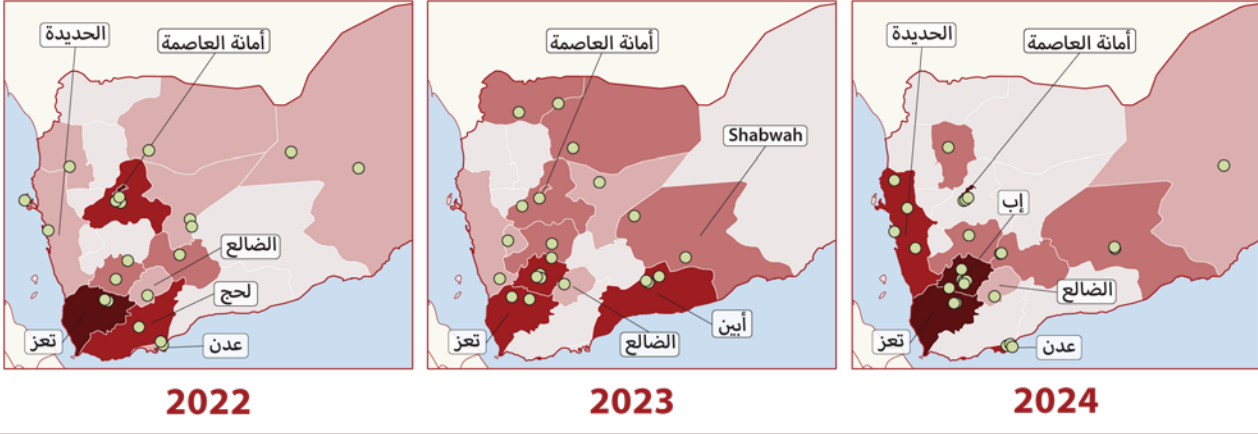 الحديدة
أمانة العاصمة
الضالع
لحج
عدن
تعز
2022
أمانة العاصمة
Shabwah
أبين
الضالع
تعز
2023
الحديدة
أمانة العاصمة
إب
الضالع
عدن
تعز
2024